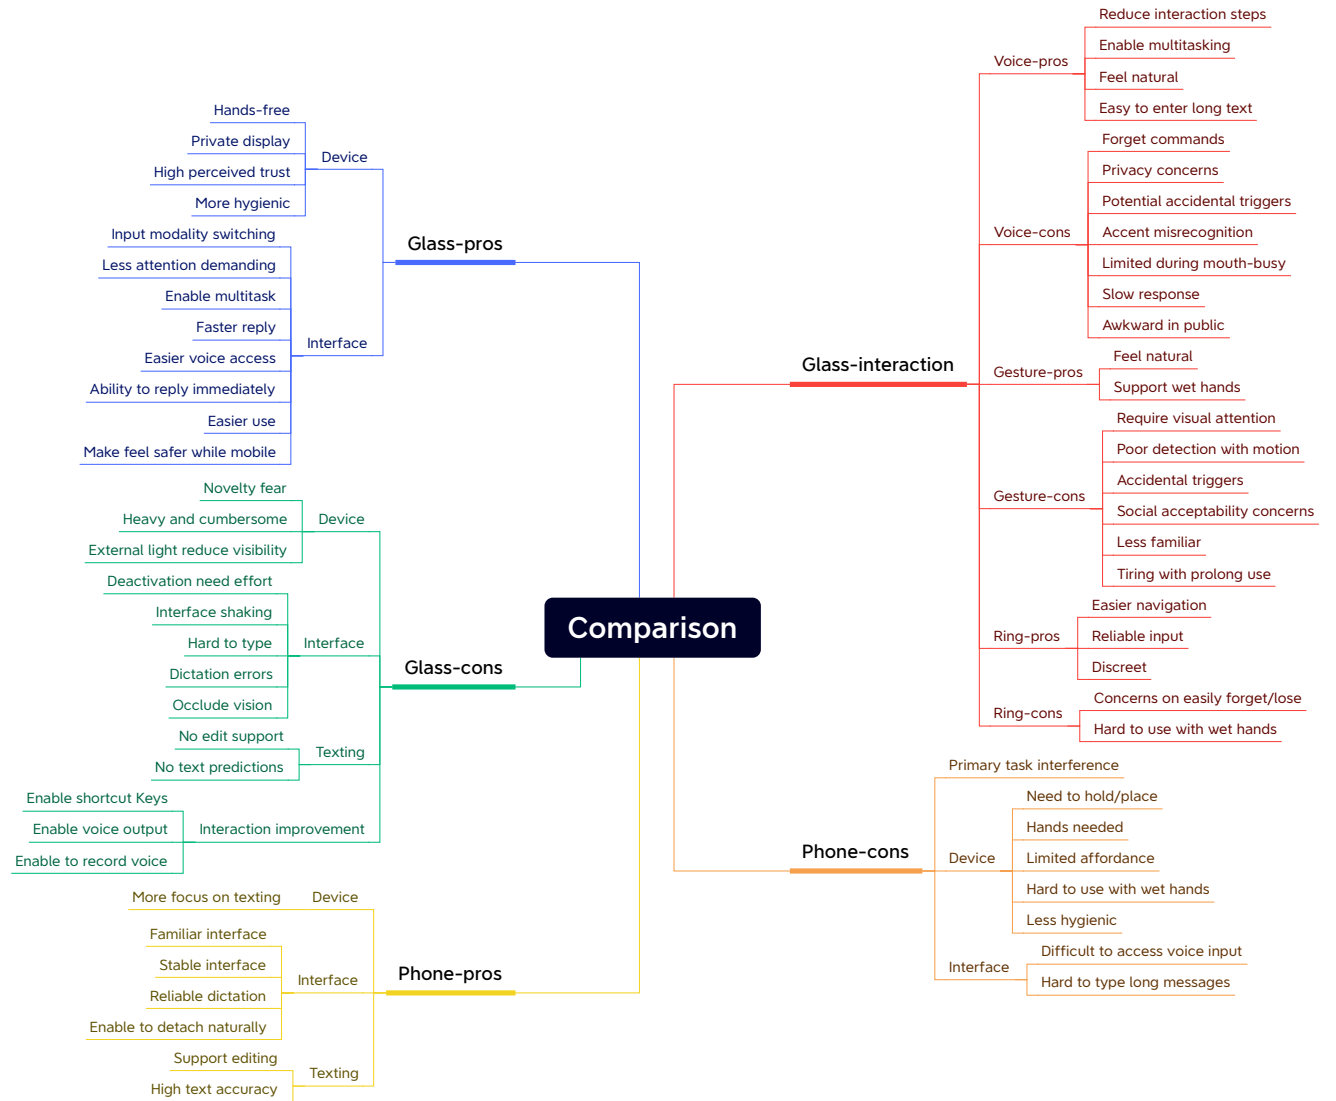 Comparison
Glass-pros
Device
Hands-free
Private display
High perceived trust
More hygienic
Interface
Input modality switching
Less attention demanding
Enable multitask
Faster reply
Easier voice access
Ability to reply immediately
Easier use
Make feel safer while mobile
Glass-cons
Device
Novelty fear
Heavy and cumbersome
External light reduce visibility
Interface
Deactivation need effort
Interface shaking
Hard to type
Dictation errors
Occlude vision
Texting
No edit support
No text predictions
Interaction improvement
Enable shortcut Keys
Enable voice output
Enable to record voice
Phone-pros
Device
More focus on texting
Interface
Familiar interface
Stable interface
Reliable dictation
Enable to detach naturally
Texting
Support editing
High text accuracy
Glass-interaction
Voice-pros
Reduce interaction steps
Enable multitasking
Feel natural
Easy to enter long text
Voice-cons
Forget commands
Privacy concerns
Potential accidental triggers
Accent misrecognition
Limited during mouth-busy
Slow response
Awkward in public
Gesture-pros
Feel natural
Support wet hands
Gesture-cons
Require visual attention
Poor detection with motion
Accidental triggers
Social acceptability concerns
Less familiar
Tiring with prolong use
Ring-pros
Easier navigation
Reliable input
Discreet
Ring-cons
Concerns on easily forget/lose
Hard to use with wet hands
Phone-cons
Primary task interference
Device
Need to hold/place
Hands needed
Limited affordance
Hard to use with wet hands
Less hygienic
Interface
Difficult to access voice input
Hard to type long messages